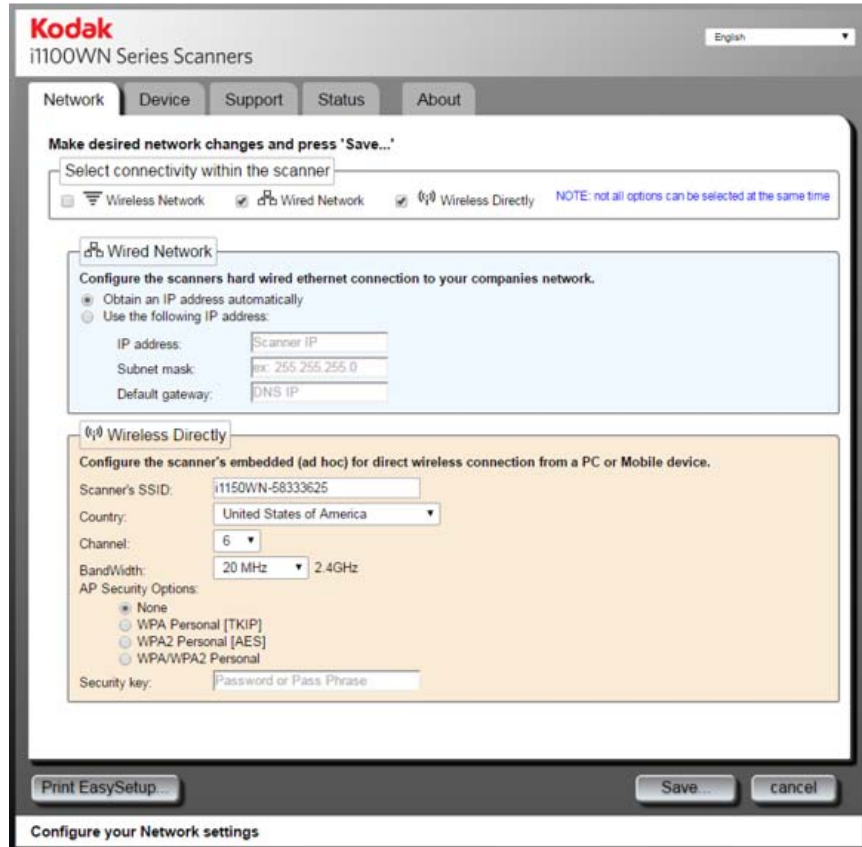 Kodak
i1100WN Series Scanners
English
Network Device Support Status About
Make desired network changes and press 'Save...'
Select connectivity within the scanner
Wireless Network Wired Network Wireless Directly NOTE: not all options can be selected at the same time
Wired Network
Configure the scanners hard wired ethernet connection to your companies network.
Obtain an IP address automatically
Use the following IP address:
IP address: Scanner IP
Subnet mask: ex: 255.255.255.0
Default gateway: DNS IP
Wireless Directly
Configure the scanner's embedded (ad hoc) for direct wireless connection from a PC or Mobile device.
Scanner's SSID: i1150WN-58333625
Country: United States of America
Channel: 6
BandWidth: 20 MHz 2.4GHz
AP Security Options:
None
WPA Personal [TKIP]
WPA2 Personal [AES]
WPA/WPA2 Personal
Security key: Password or Pass Phrase
Print EasySetup... Save... cancel
Configure your Network settings